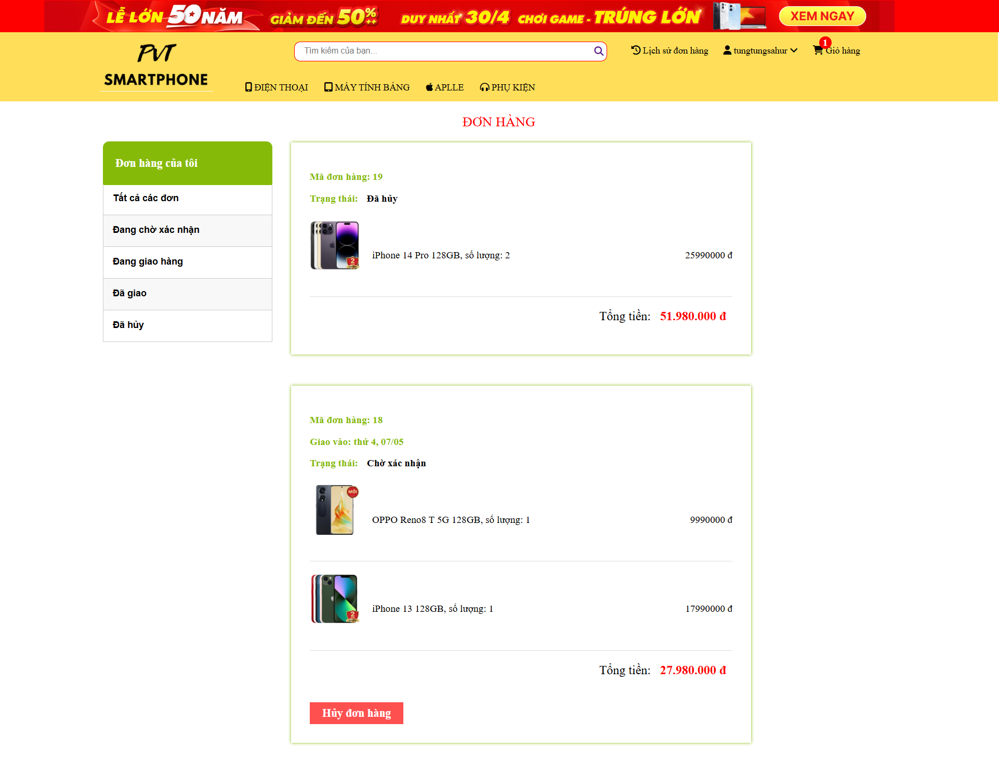 LỄ LỚN 50 NĂM GIẢM ĐẾN 50%++ DUY NHẤT 30/4 CHƠI GAME - TRÚNG LỚN XEM NGAY
PVT
SMARTPHONE
Tìm kiếm của bạn...
Lịch sử đơn hàng
tungtungsahur
1
Giỏ hàng
ĐIỆN THOẠI
MÁY TÍNH BẢNG
APLLE
PHỤ KIỆN
ĐƠN HÀNG
Đơn hàng của tôi
Tất cả các đơn
Đang chờ xác nhận
Đang giao hàng
Đã giao
Đã hủy
Mã đơn hàng: 19
Trạng thái: Đã hủy
2
iPhone 14 Pro 128GB, số lượng: 2 25990000 đ
Tổng tiền: 51.980.000 đ
Mã đơn hàng: 18
Giao vào: thứ 4, 07/05
Trạng thái: Chờ xác nhận
MỚI
OPPO Reno8 T 5G 128GB, số lượng: 1 9990000 đ
2
iPhone 13 128GB, số lượng: 1 17990000 đ
Tổng tiền: 27.980.000 đ
Hủy đơn hàng